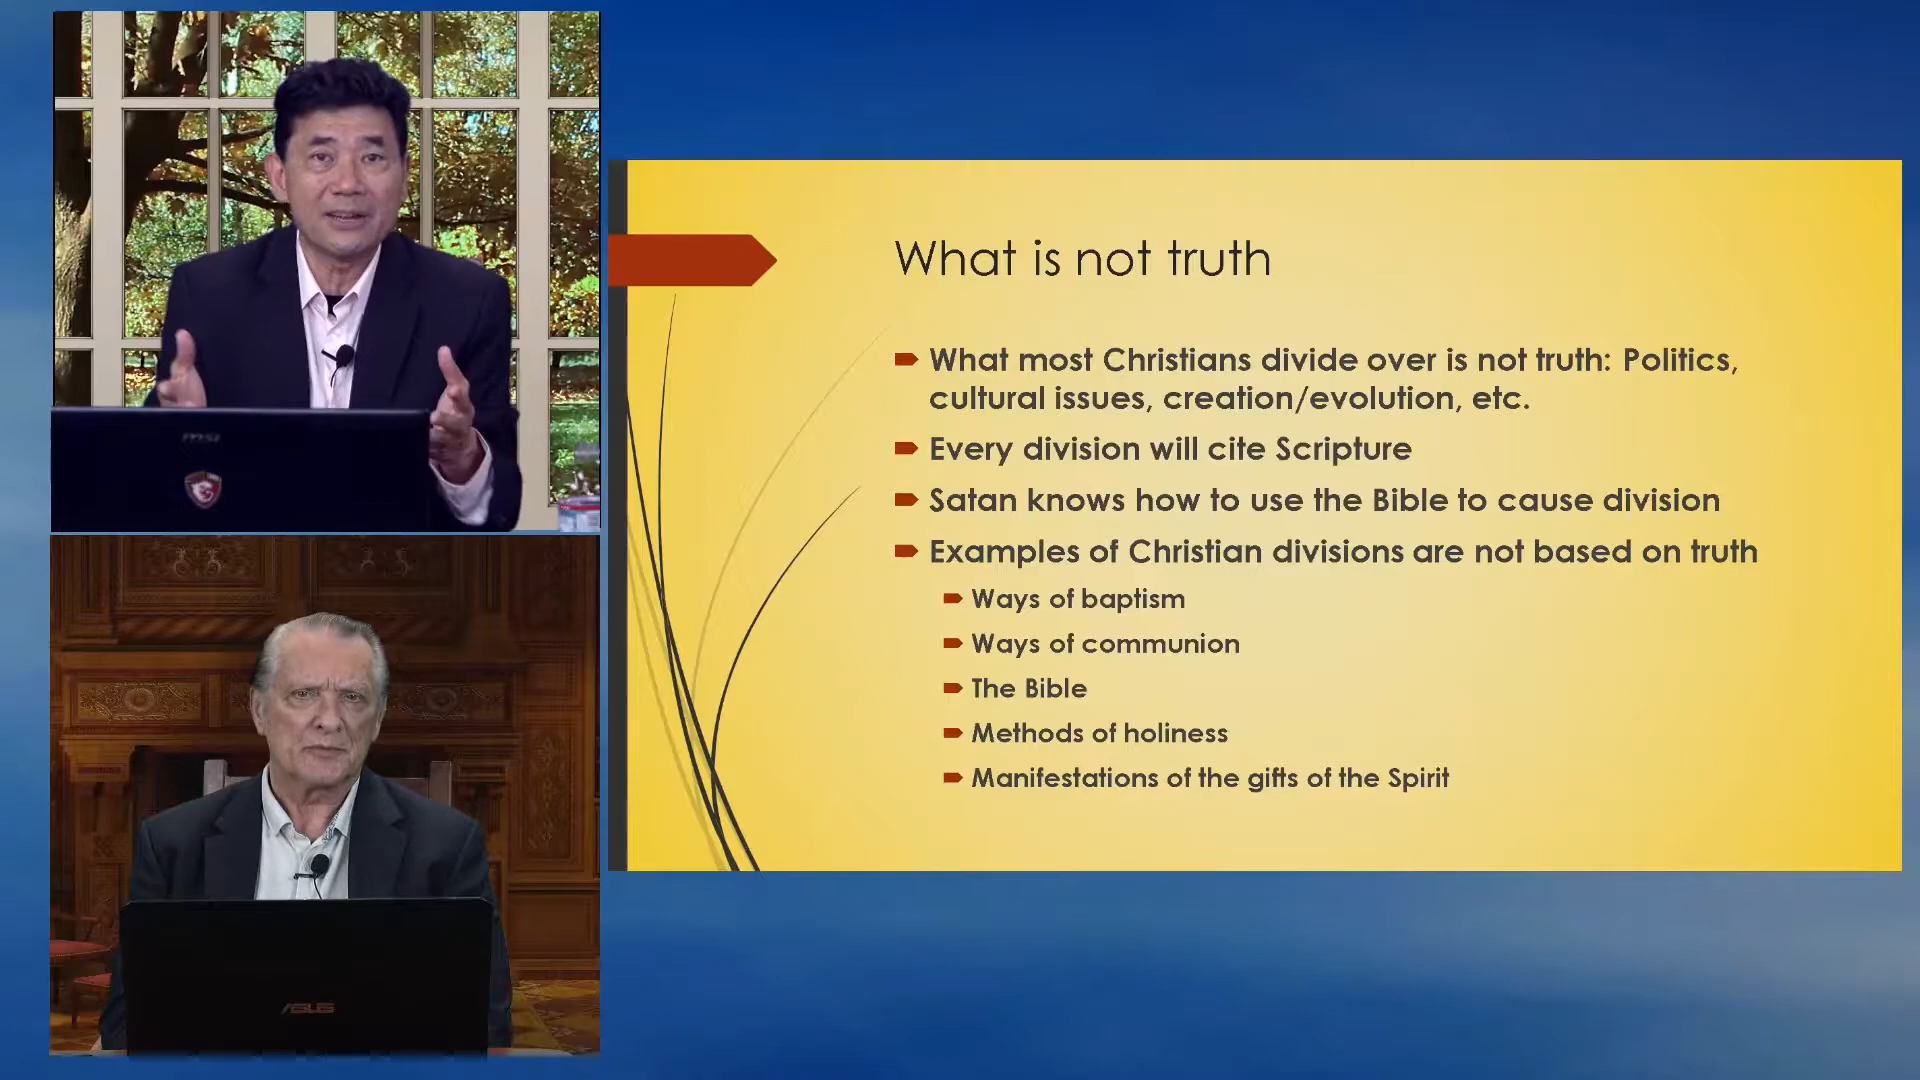 msi
ASUS
What is not truth
What most Christians divide over is not truth: Politics,
cultural issues, creation/evolution, etc.
Every division will cite Scripture
Satan knows how to use the Bible to cause division
Examples of Christian divisions are not based on truth
Ways of baptism
Ways of communion
The Bible
Methods of holiness
Manifestations of the gifts of the Spirit